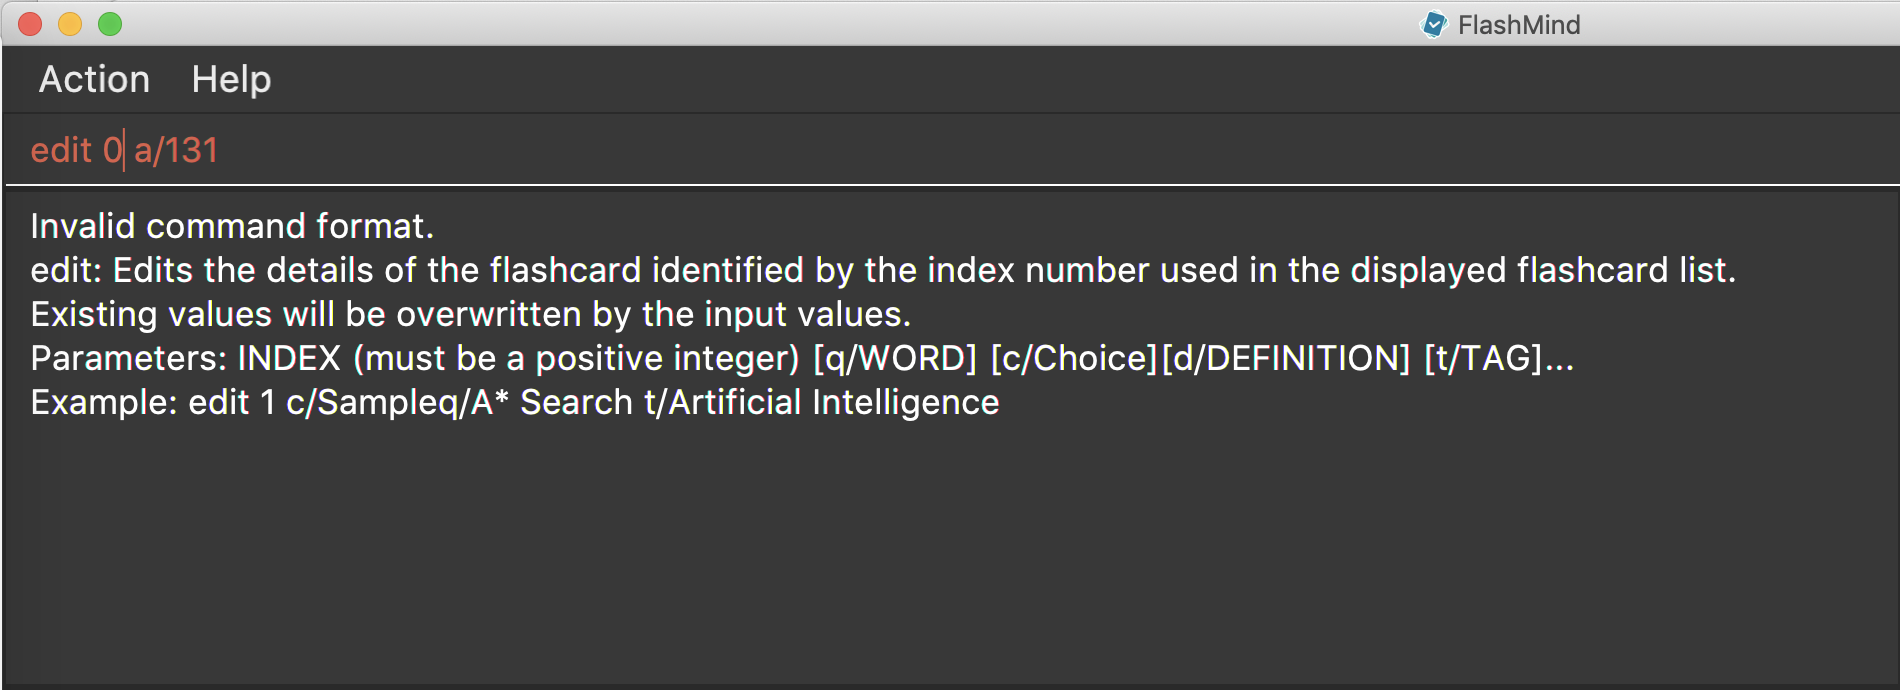 FlashMind
Action Help
edit 0 a/131
Invalid command format.
edit: Edits the details of the flashcard identified by the index number used in the displayed flashcard list.
Existing values will be overwritten by the input values.
Parameters: INDEX (must be a positive integer) [q/WORD] [c/Choice][d/DEFINITION] [t/TAG]...
Example: edit 1 c/Sampleq/A* Search t/Artificial Intelligence